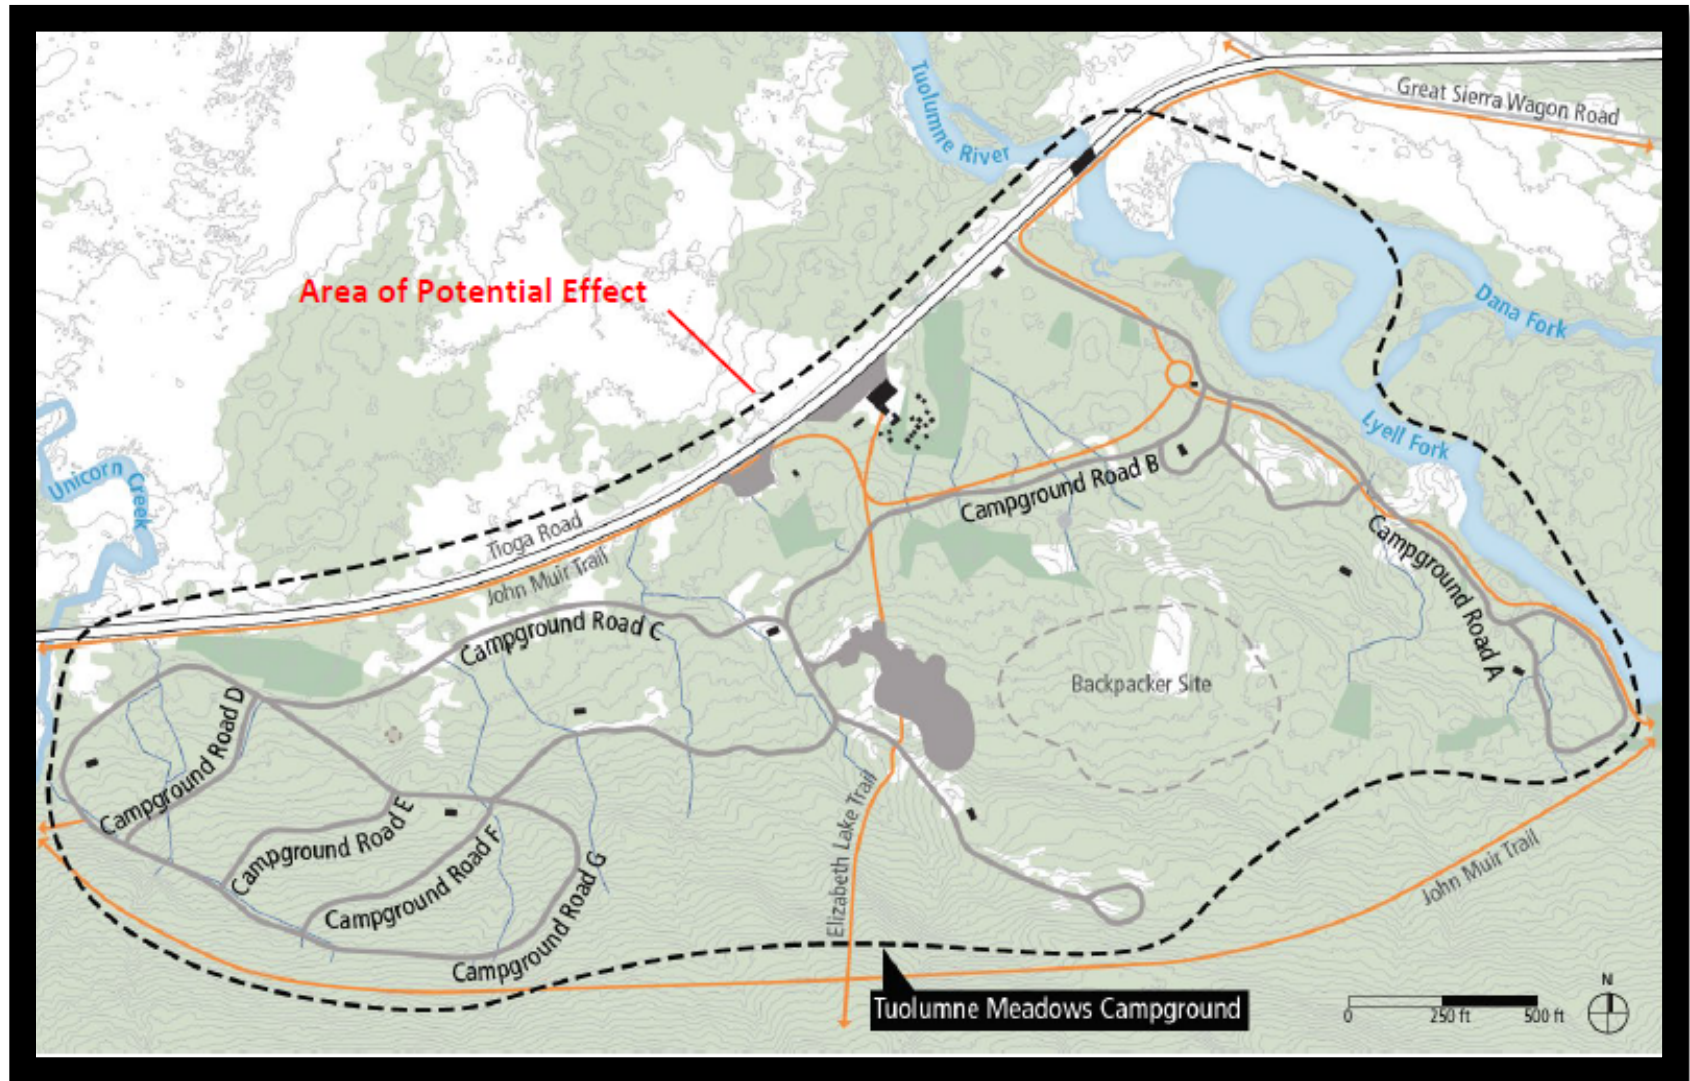 Tuolumne River
Great Sierra Wagon Road
Area of Potential Effect
Dana Fork
Lyell Fork
Unicorn Creek
Campground Road B
Tioga Road
John Muir Trail
Campground Road A
Campground Road C
Backpacker Site
Campground Road D
Campground Road E
Campground Road F
Campground Road G
Elizabeth Lake Trail
John Muir Trail
Tuolumne Meadows Campground
N
0 250 ft 500 ft